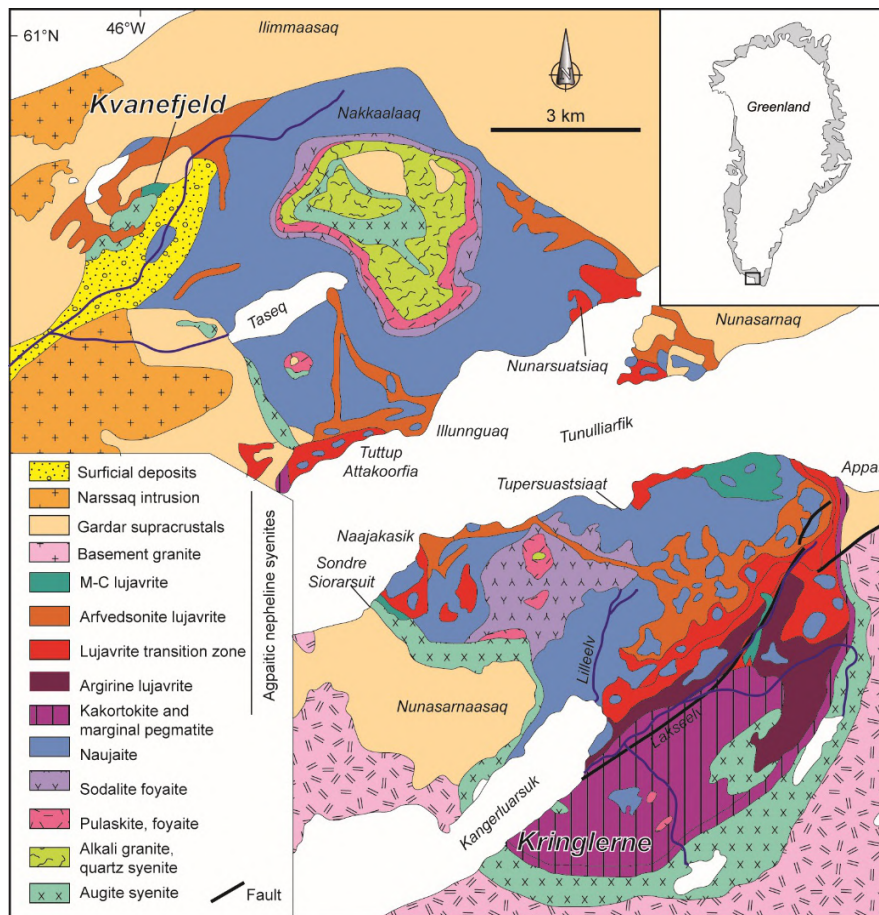 61°N
46°W
Ilimmaasaq
Kvanefjeld
Nakkaalaaq
N
3 km
Greenland
Taseq
Nunasarnaq
Nunarsuatsiaq
Illunnguaq
Tunulliarfik
Tuttup
Attakoorfia
Tupersuastsiaat
Appa
Naajakasik
Sondre
Siorarsuit
Lilleelv
Nunasarnaasaq
Lakseelv
Kangerluarsuk
Kringlerne
Surficial deposits
Narssaq intrusion
Gardar supracrustals
Basement granite
M-C lujavrite
Arfvedsonite lujavrite
Lujavrite transition zone
Argirine lujavrite
Kakortokite and
marginal pegmatite
Naujaite
Sodalite foyaite
Pulaskite, foyaite
Alkali granite,
quartz syenite
Augite syenite
Fault
Agpaitic nepheline syenites